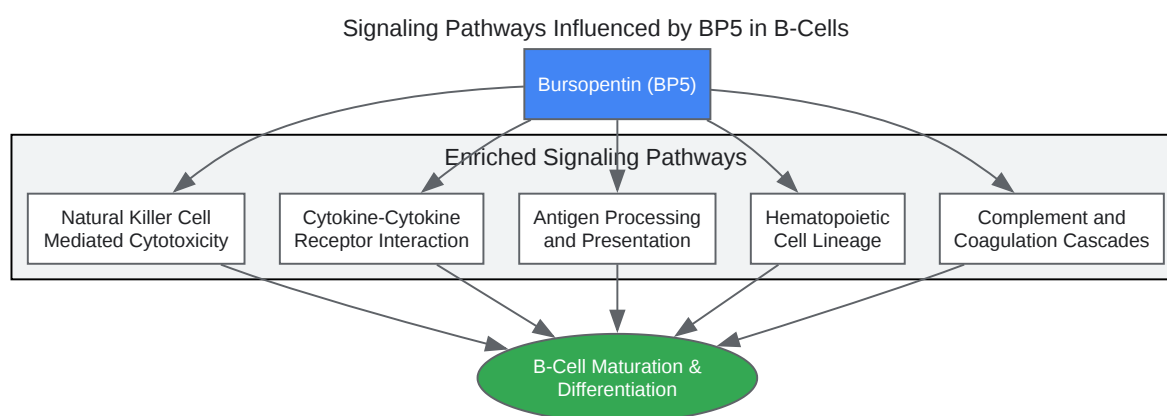 Signaling Pathways Influenced by BP5 in B-Cells
Bursopentin (BP5)
Enriched Signaling Pathways
Natural Killer Cell
Mediated Cytotoxicity
Cytokine-Cytokine
Receptor Interaction
Antigen Processing
and Presentation
Hematopoietic
Cell Lineage
Complement and
Coagulation Cascades
B-Cell Maturation &
Differentiation